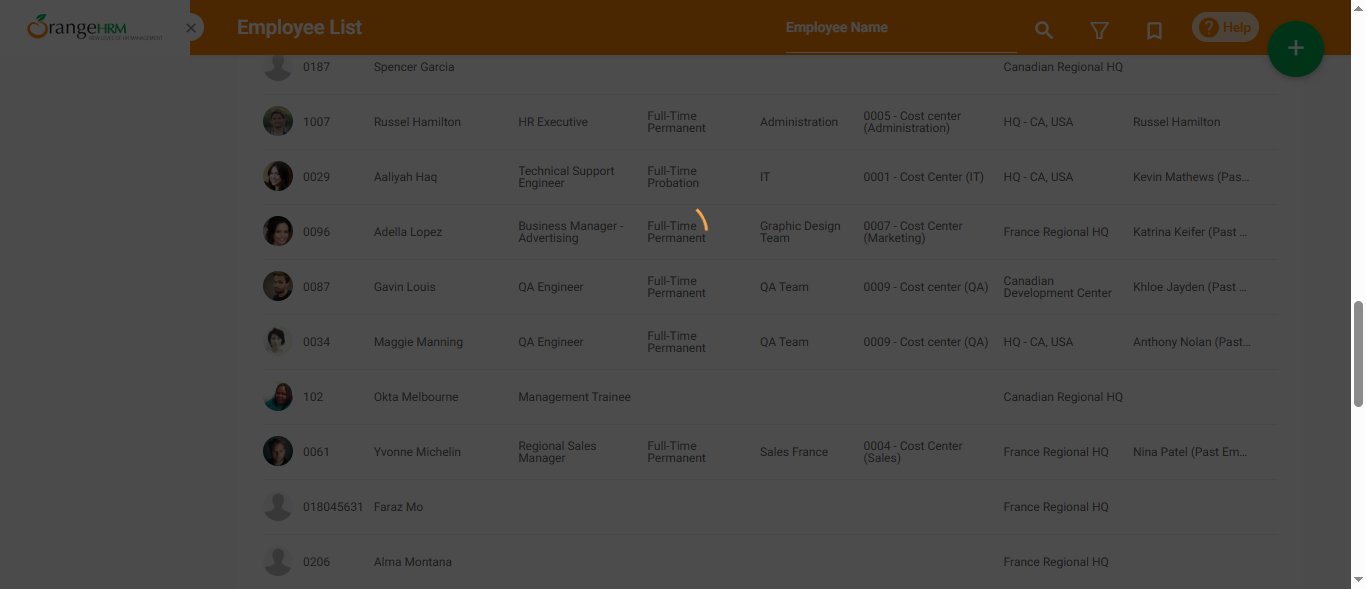 OrangeHRM
Employee List
Employee Name
Help
0187 Spencer Garcia Canadian Regional HQ
1007 Russel Hamilton HR Executive Full-Time Permanent Administration 0005 - Cost center (Administration) HQ - CA, USA Russel Hamilton
0029 Aaliyah Haq Technical Support Engineer Full-Time Probation IT 0001 - Cost Center (IT) HQ - CA, USA Kevin Mathews (Pas...
0096 Adella Lopez Business Manager - Advertising Full-Time Permanent Graphic Design Team 0007 - Cost Center (Marketing) France Regional HQ Katrina Keifer (Past ...
0087 Gavin Louis QA Engineer Full-Time Permanent QA Team 0009 - Cost center (QA) Canadian Development Center Khloe Jayden (Past ...
0034 Maggie Manning QA Engineer Full-Time Permanent QA Team 0009 - Cost center (QA) HQ - CA, USA Anthony Nolan (Past...
102 Okta Melbourne Management Trainee Canadian Regional HQ
0061 Yvonne Michelin Regional Sales Manager Full-Time Permanent Sales France 0004 - Cost Center (Sales) France Regional HQ Nina Patel (Past Em...
018045631 Faraz Mo France Regional HQ
0206 Alma Montana France Regional HQ